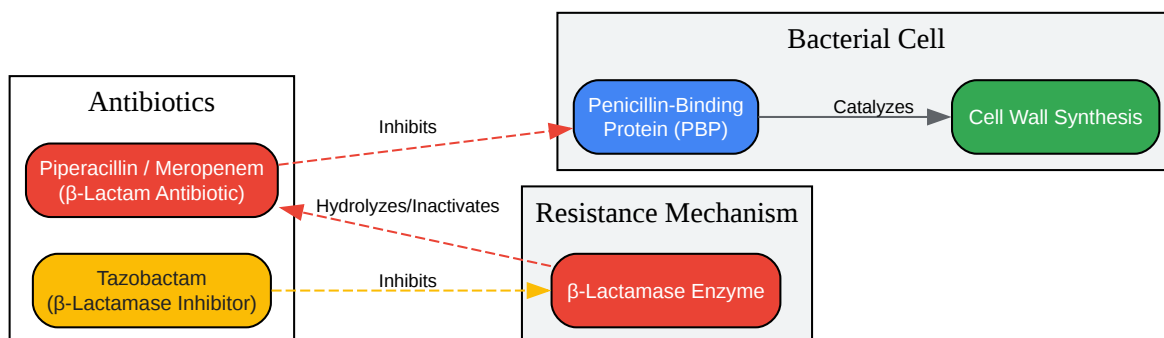 Bacterial Cell
Penicillin-Binding
Protein (PBP)
Catalyzes
Cell Wall Synthesis
Antibiotics
Inhibits
Piperacillin / Meropenem
(β-Lactam Antibiotic)
Hydrolyzes/Inactivates
Resistance Mechanism
Tazobactam
(β-Lactamase Inhibitor)
Inhibits
β-Lactamase Enzyme